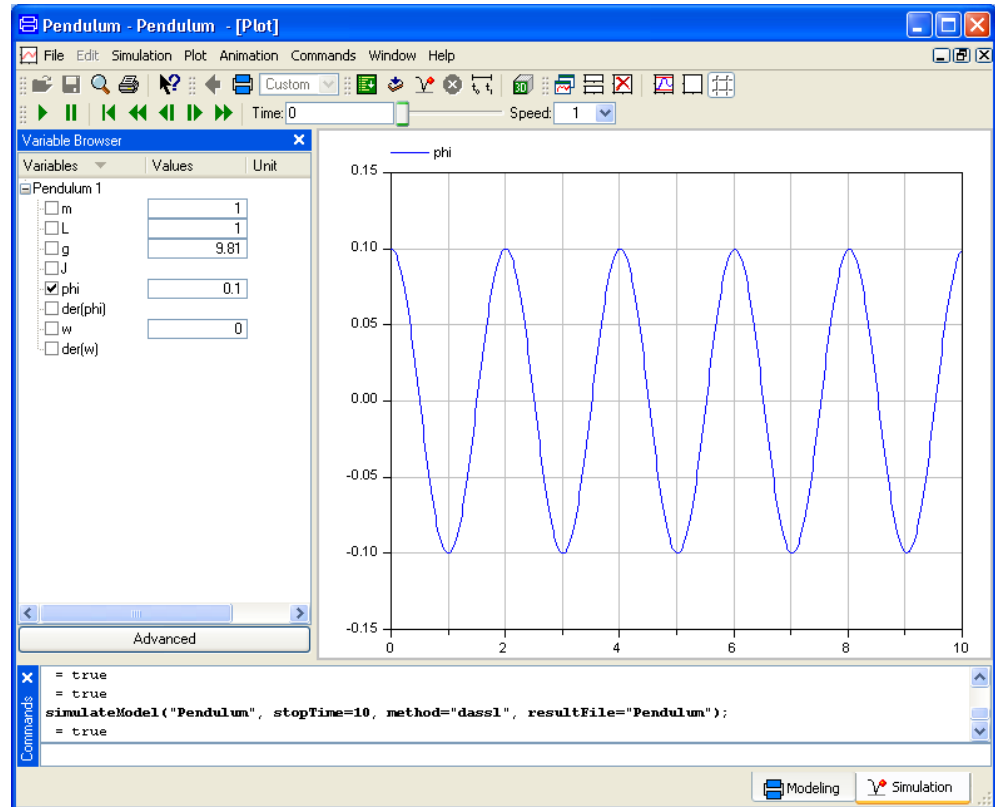 Pendulum - Pendulum - [Plot]
File Edit Simulation Plot Animation Commands Window Help
Custom
3D
Time: 0 Speed: 1
Variable Browser
Variables Values Unit
Pendulum 1
m 1
L 1
g 9.81
J
phi 0.1
der(phi)
w 0
der(w)
Advanced
phi
0.15
0.10
0.05
0.00
-0.05
-0.10
-0.15
0 2 4 6 8 10
Commands
= true
= true
simulateModel("Pendulum", stopTime=10, method="dassl", resultFile="Pendulum");
= true
Modeling Simulation